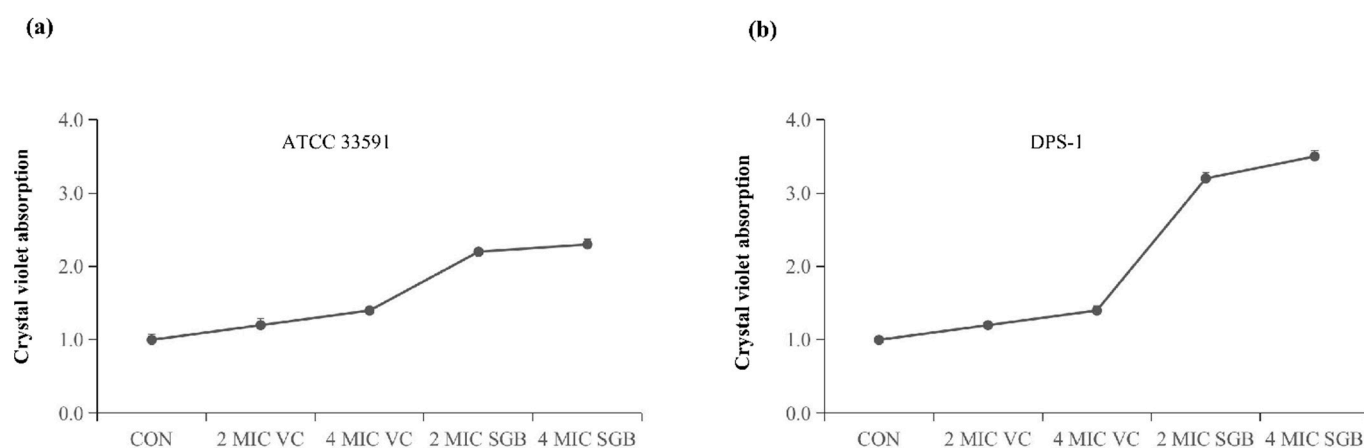 (a)
ATCC 33591
Crystal violet absorption
4.0
3.0
2.0
1.0
0.0
CON 2 MIC VC 4 MIC VC 2 MIC SGB 4 MIC SGB
(b)
DPS-1
Crystal violet absorption
4.0
3.0
2.0
1.0
0.0
CON 2 MIC VC 4 MIC VC 2 MIC SGB 4 MIC SGB